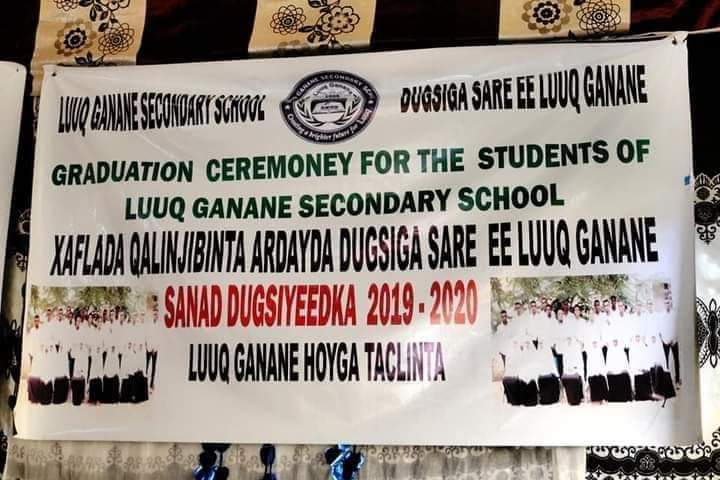 LUUQ GANANE SECONDARY SCHOOL
DUGSIGA SARE EE LUUQ GANANE
GRADUATION CEREMONEY FOR THE STUDENTS OF
LUUQ GANANE SECONDARY SCHOOL
XAFLADA QALINJIBINTA ARDAYDA DUGSIGA SARE EE LUUQ GANANE
SANAD DUGSIYEEDKA 2019 - 2020
LUUQ GANANE HOYGA TACLINTA